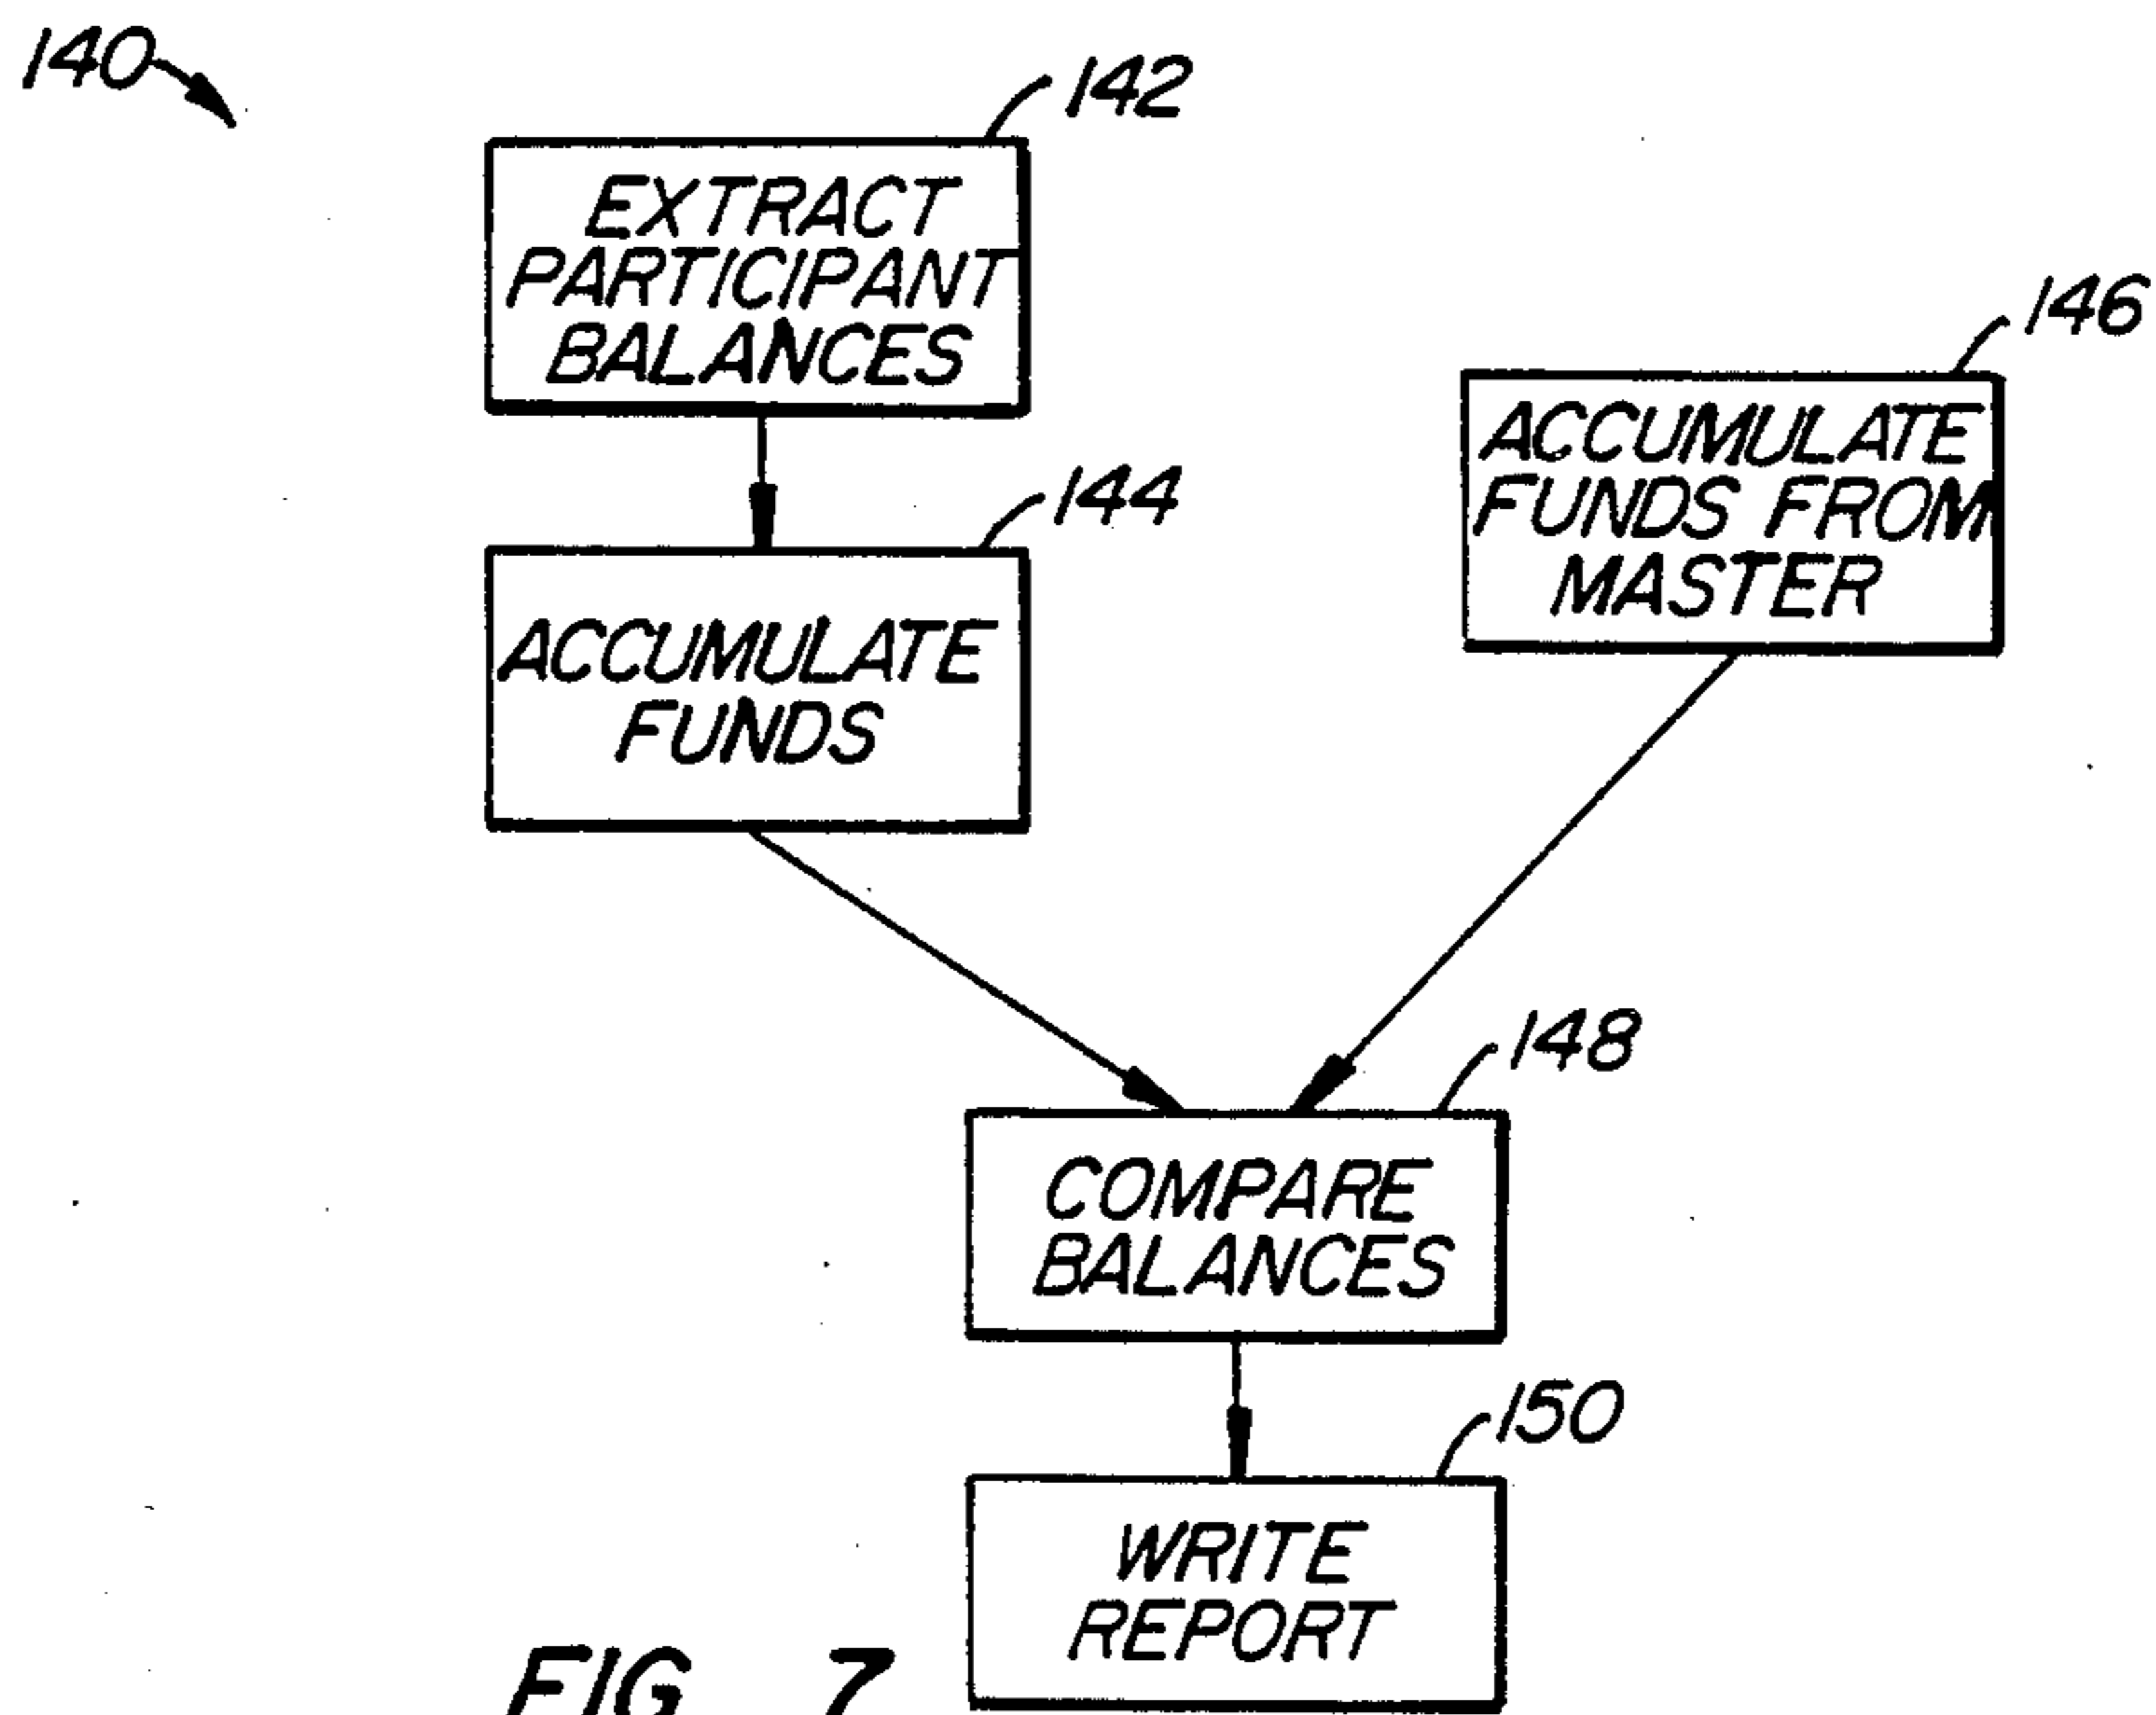 140
142
EXTRACT
PARTICIPANT
BALANCES
146
ACCUMULATE
FUNDS FROM
MASTER
144
ACCUMULATE
FUNDS
148
COMPARE
BALANCES
150
WRITE
REPORT
FIG 7